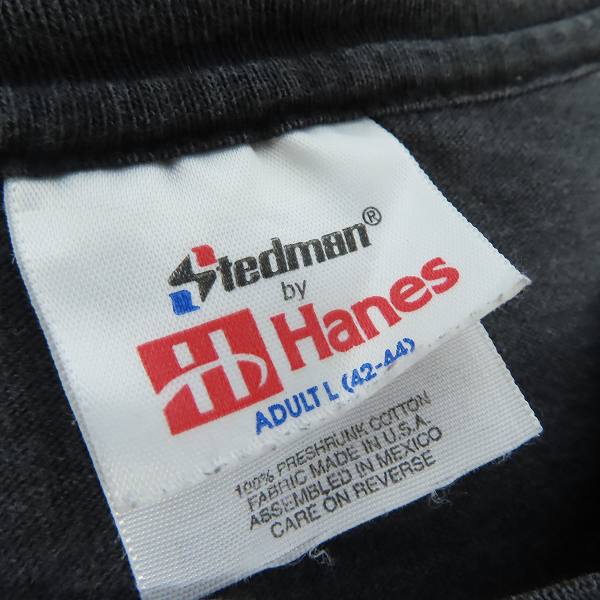 Stedman®
by
Hanes
ADULT L (42-44)
100% PRESHRUNK COTTON
FABRIC MADE IN U.S.A.
ASSEMBLED IN MEXICO
CARE ON REVERSE